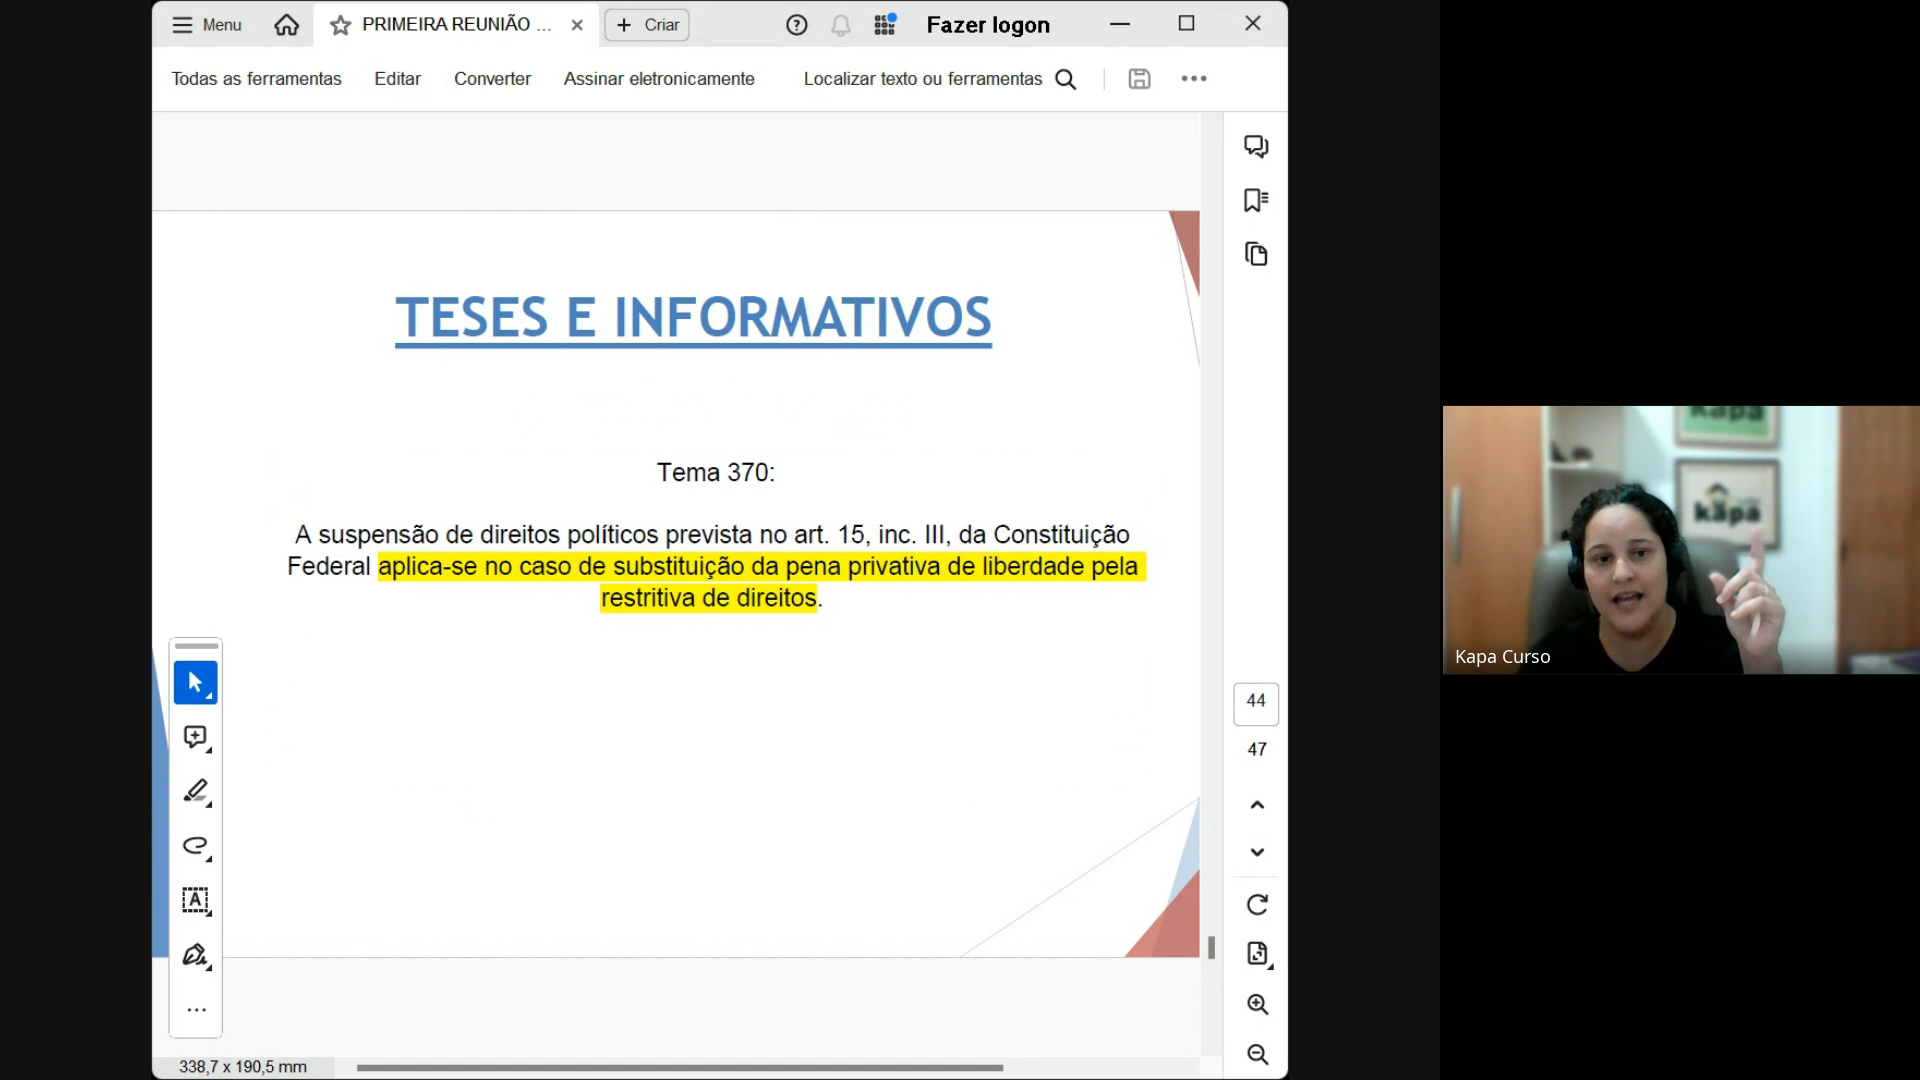 Menu
PRIMEIRA REUNIÃO ...
Criar
Fazer logon
Todas as ferramentas
Editar
Converter
Assinar eletronicamente
Localizar texto ou ferramentas
TESES E INFORMATIVOS
Tema 370:
A suspensão de direitos políticos prevista no art. 15, inc. III, da Constituição
Federal aplica-se no caso de substituição da pena privativa de liberdade pela
restritiva de direitos.
44
47
338,7 x 190,5 mm
kapa
kapa
Kapa Curso